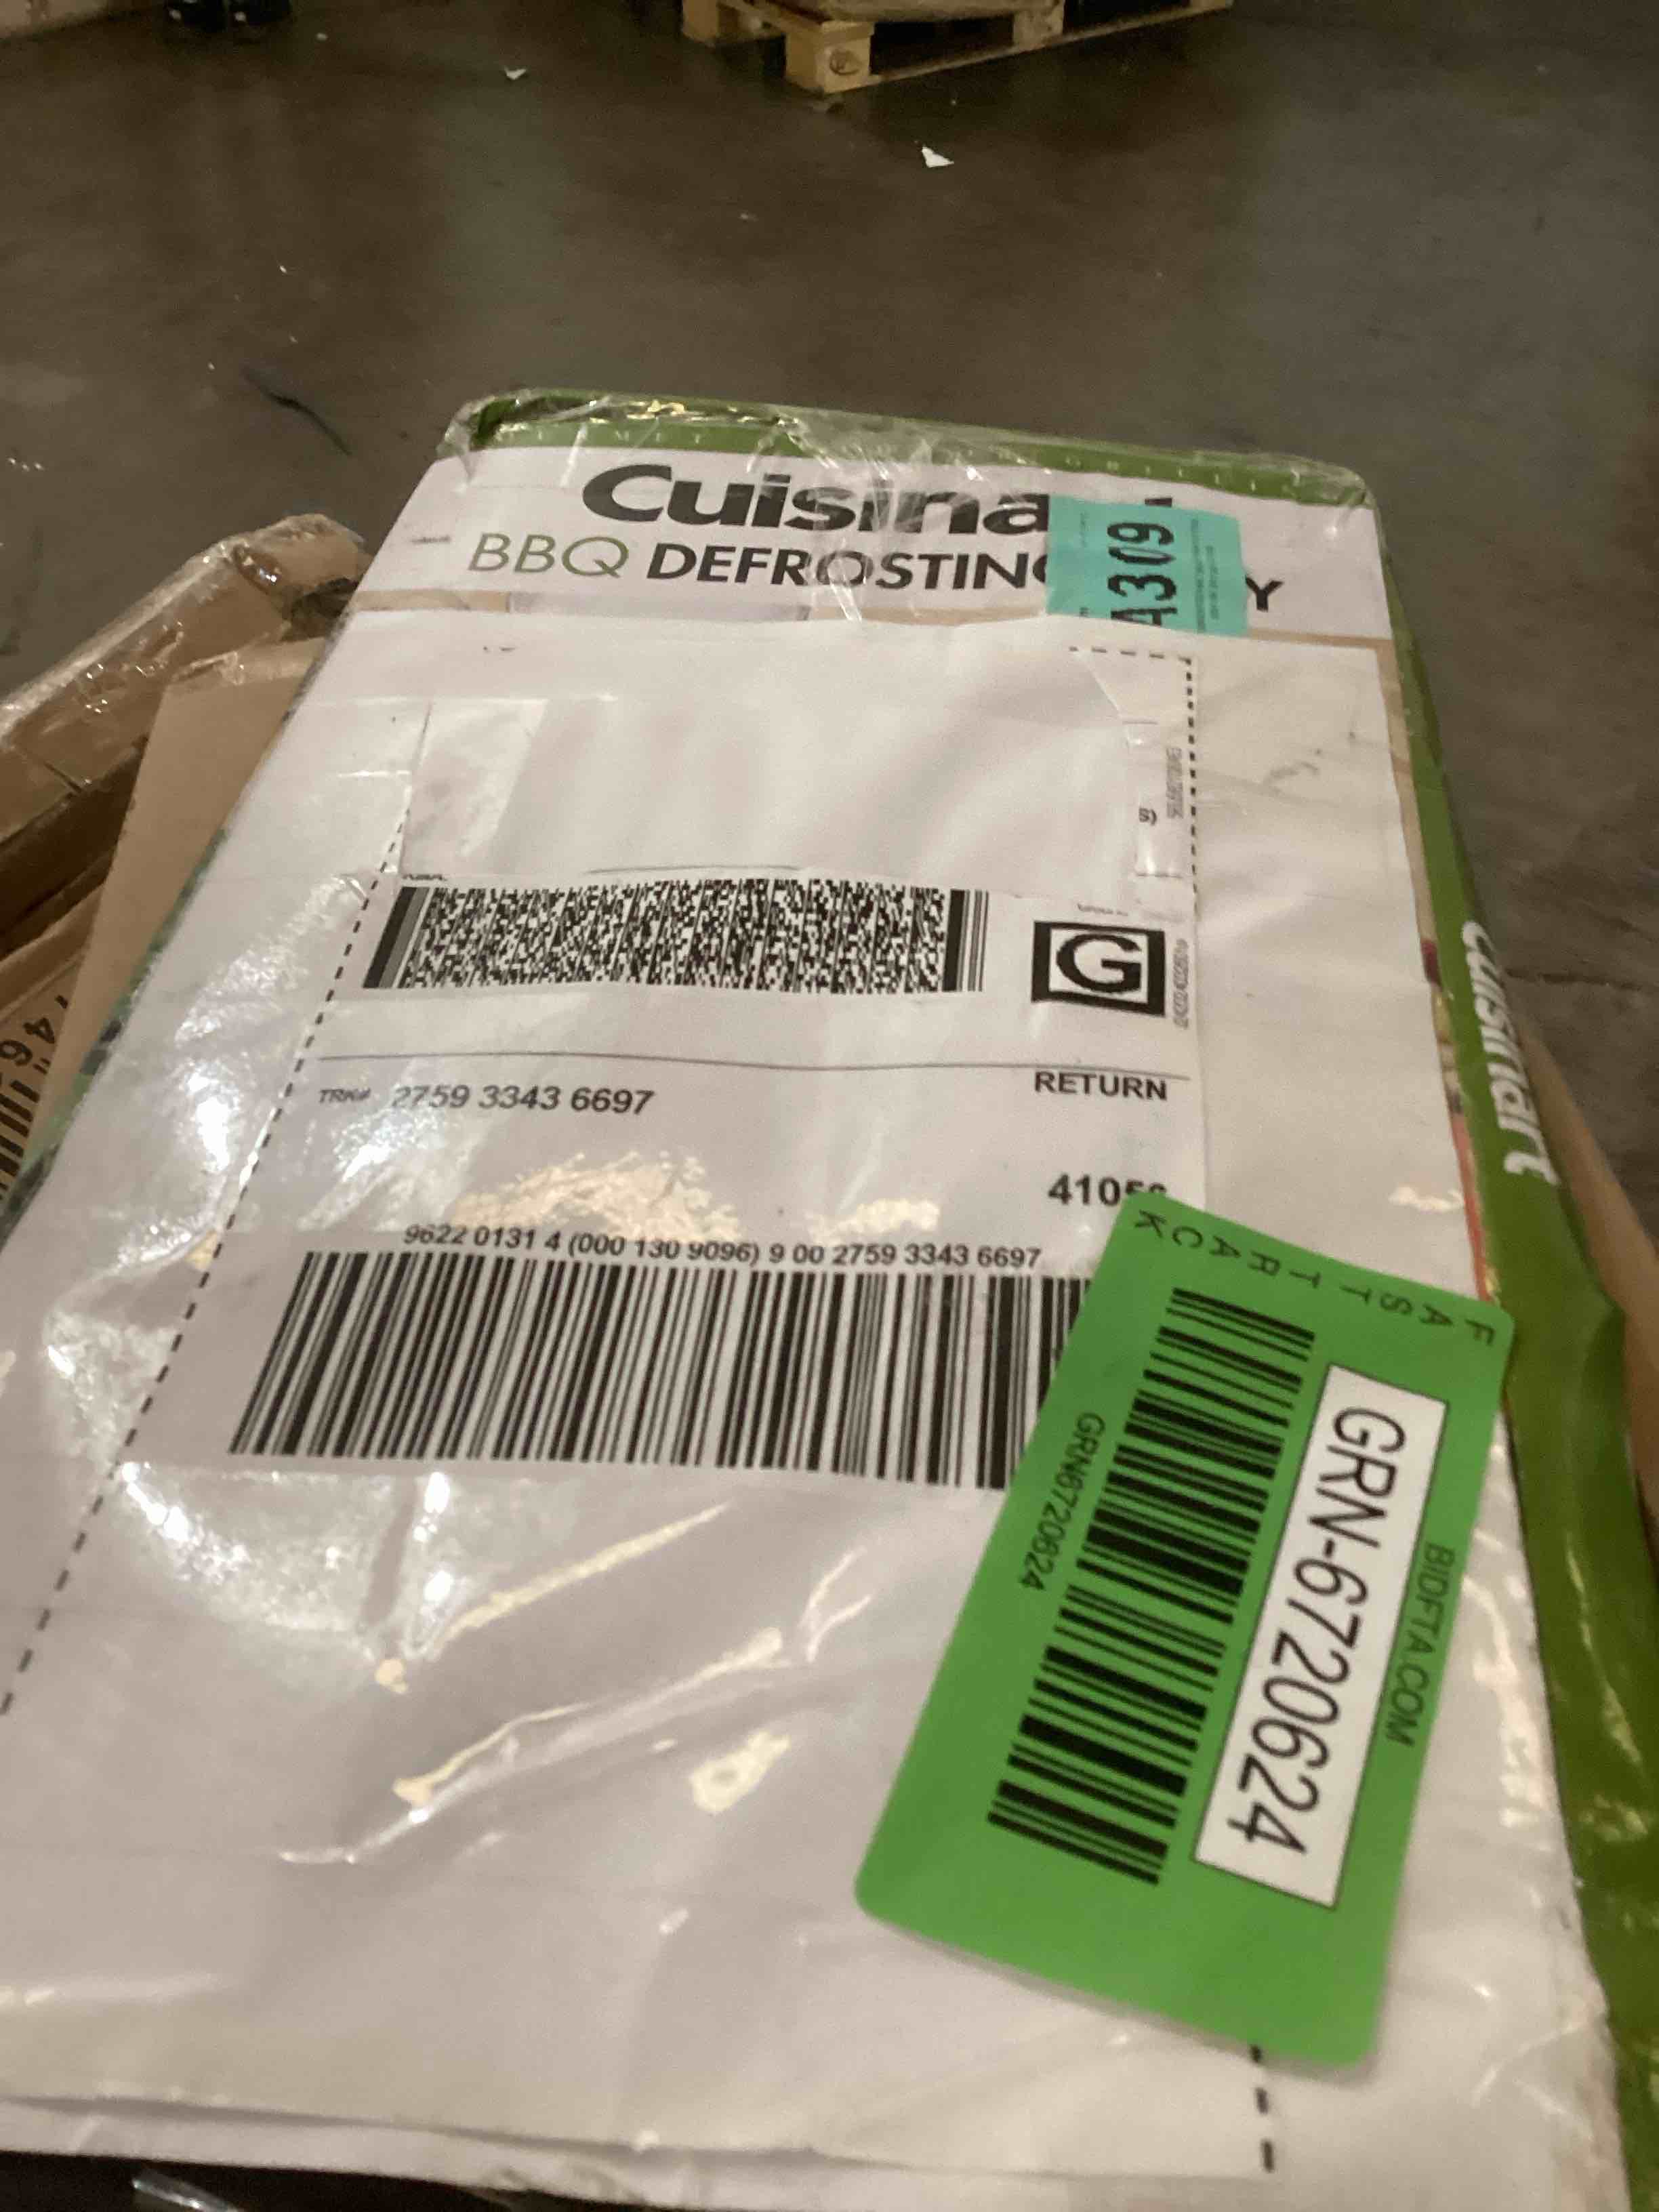 Cuisina
BBQ DEFROSTING
Y
A309
s)
G
TRK# 2759 3343 6697
RETURN
4105
9622 0131 4 (000 130 9096) 9 00 2759 3343 6697
FAST TRACK
GRN6720624
GRN-6720624
BIDFTA.COM
Cuisinart